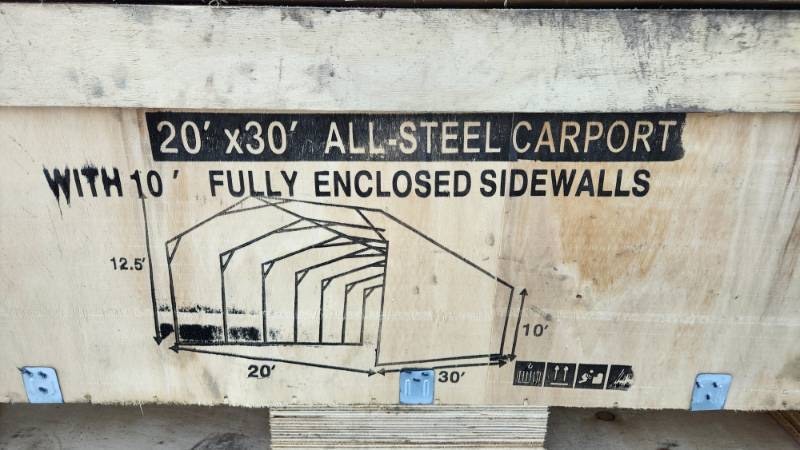 20' x30' ALL-STEEL CARPORT
WITH 10' FULLY ENCLOSED SIDEWALLS
12.5'
10'
20'
30'